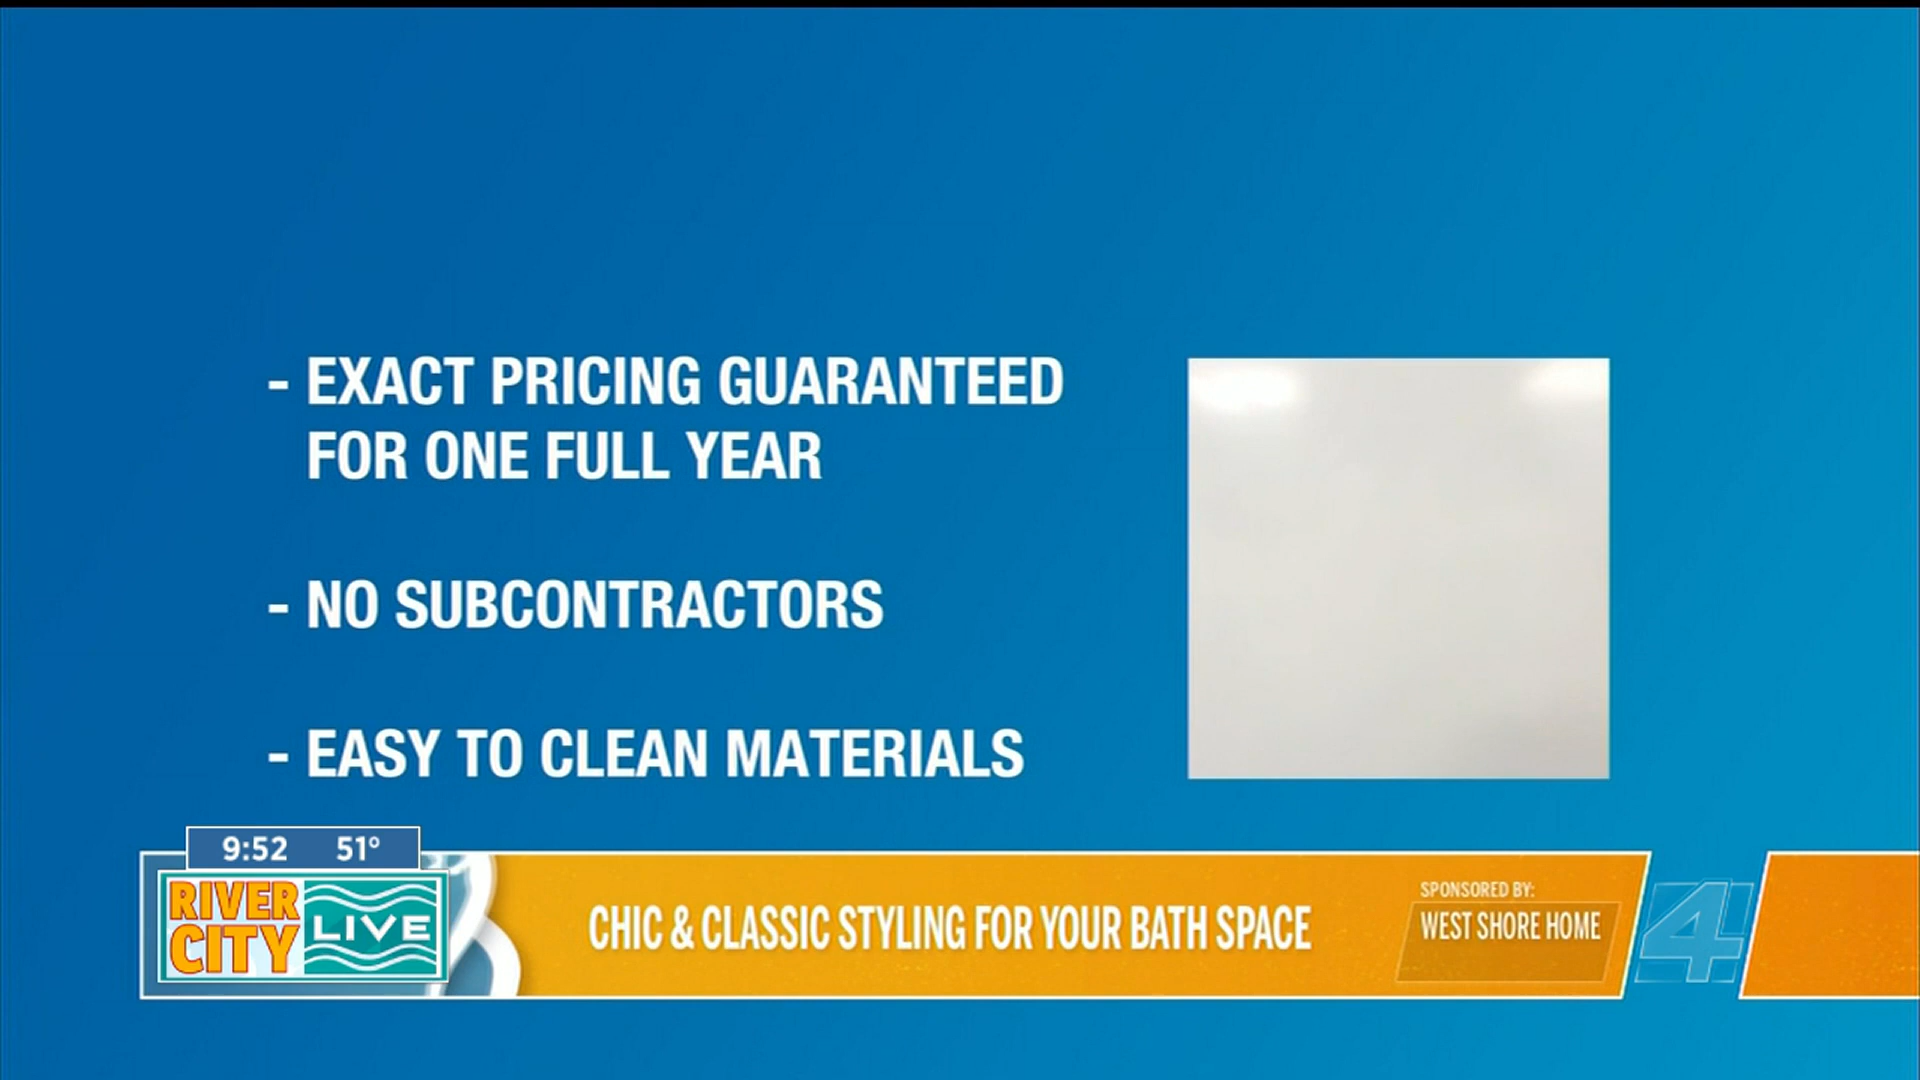 - EXACT PRICING GUARANTEED
FOR ONE FULL YEAR
- NO SUBCONTRACTORS
- EASY TO CLEAN MATERIALS
9:52 51°
RIVER
CITY
LIVE
CHIC & CLASSIC STYLING FOR YOUR BATH SPACE
SPONSORED BY:
WEST SHORE HOME
4